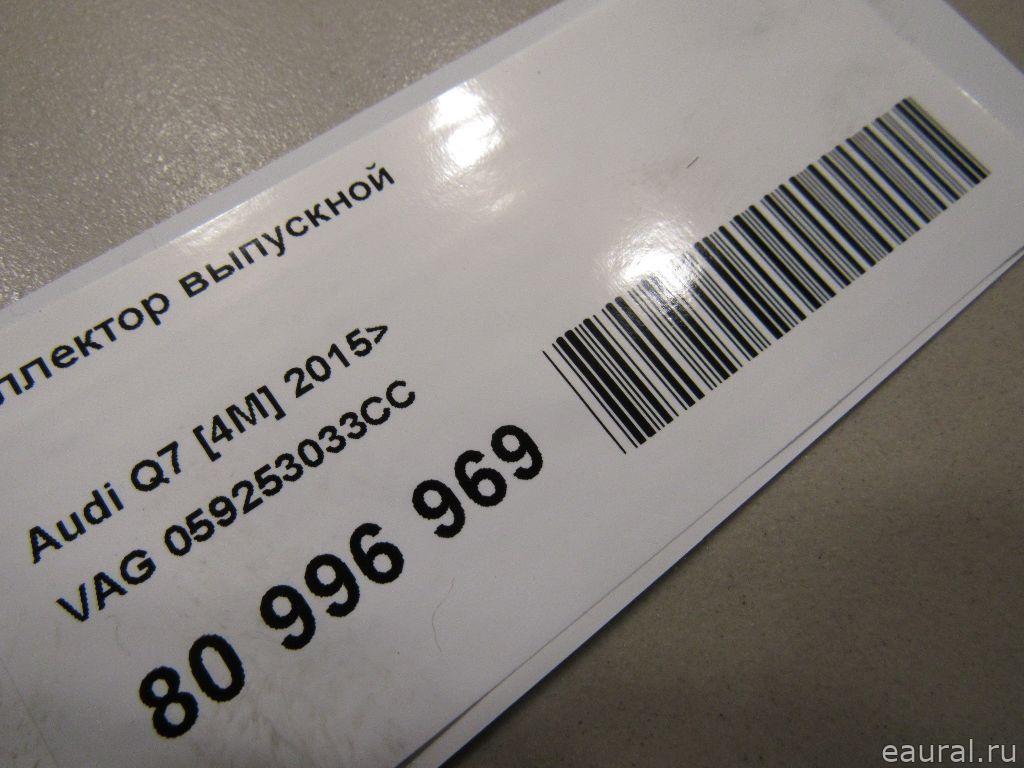 ллектор выпускной
Audi Q7 [4M] 2015>
VAG 059253033CC
80 996 969
eaural.ru